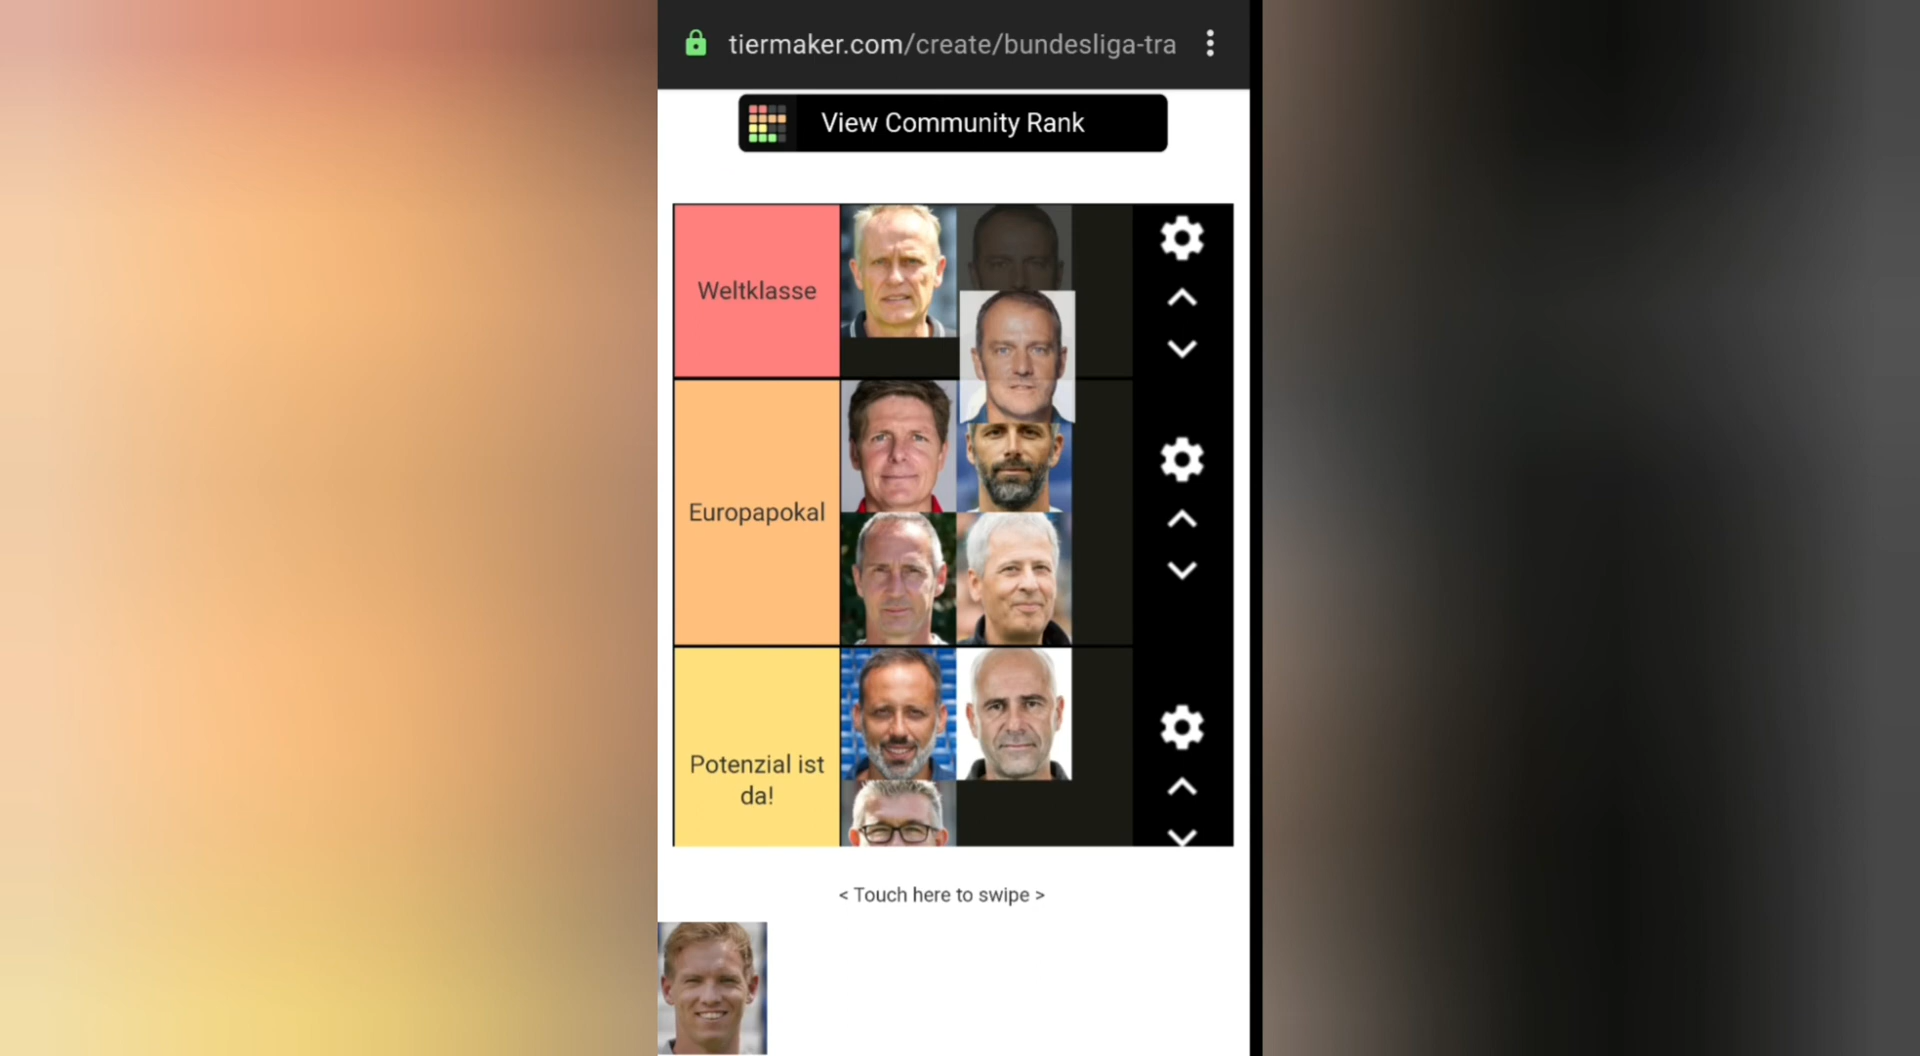 tiermaker.com/create/bundesliga-tra
View Community Rank
Weltklasse
Europapokal
Potenzial ist
da!
< Touch here to swipe >